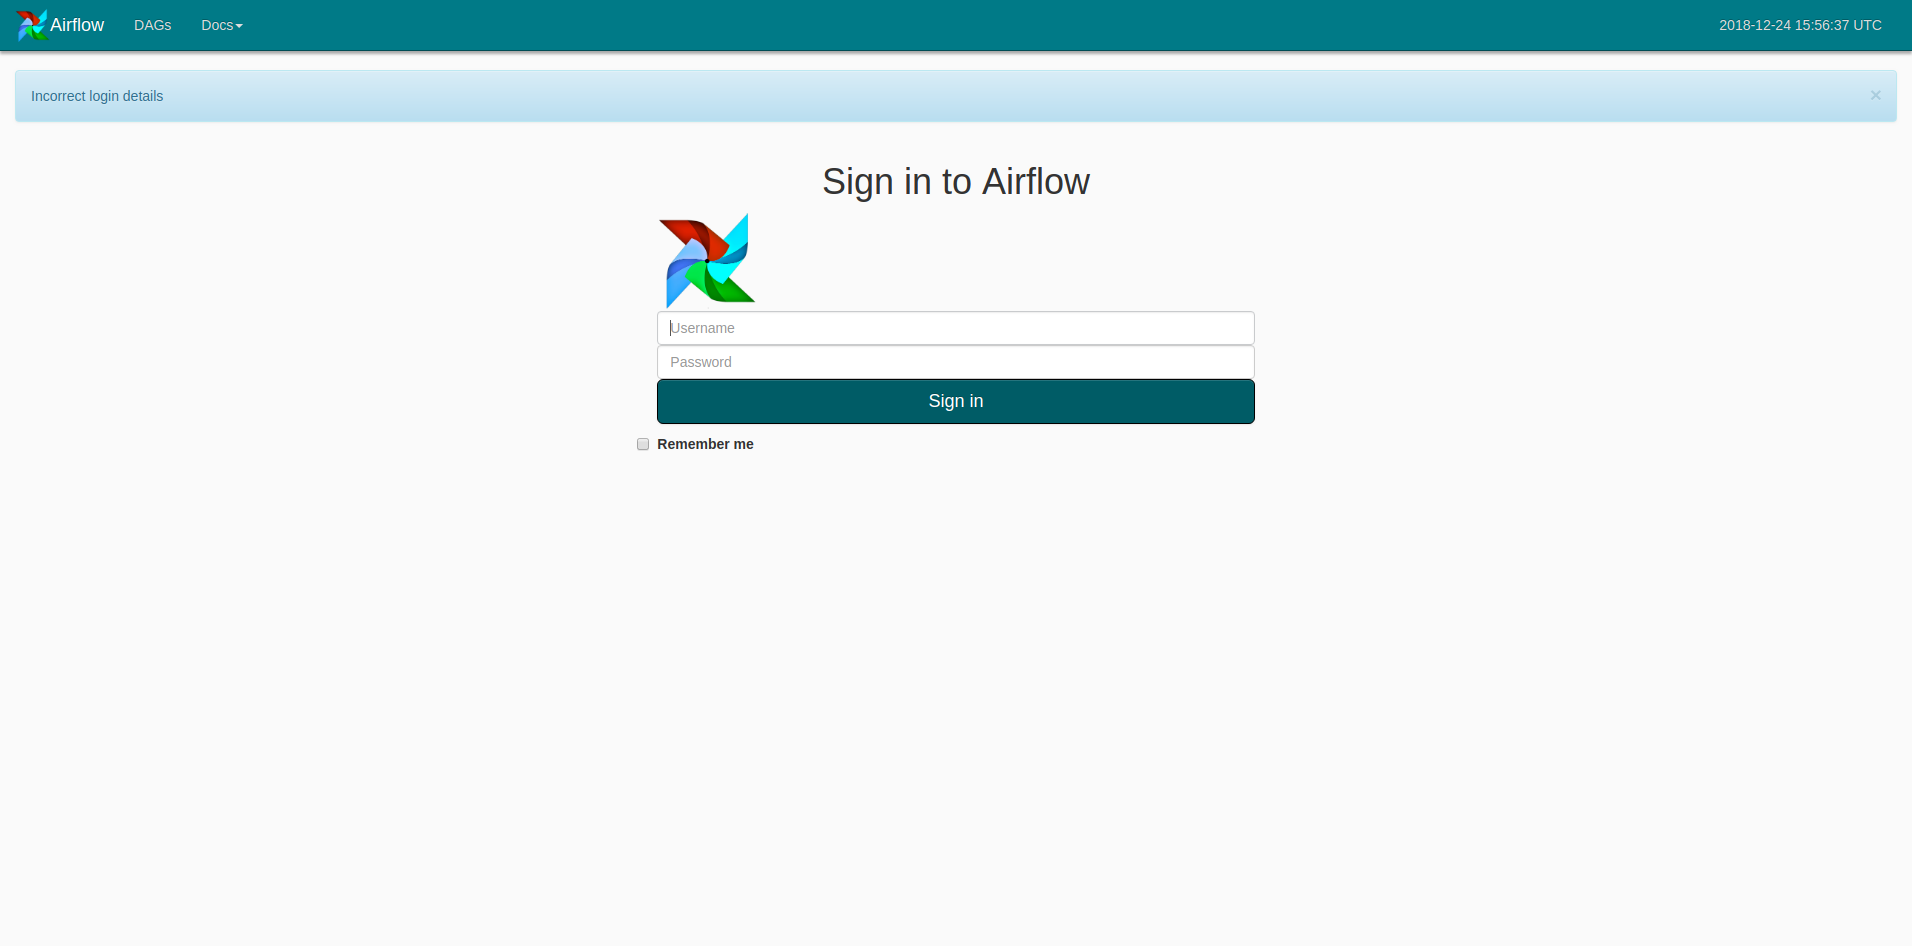 Airflow DAGs Docs 2018-12-24 15:56:37 UTC
Incorrect login details ×
Sign in to Airflow
Username
Password
Sign in
Remember me